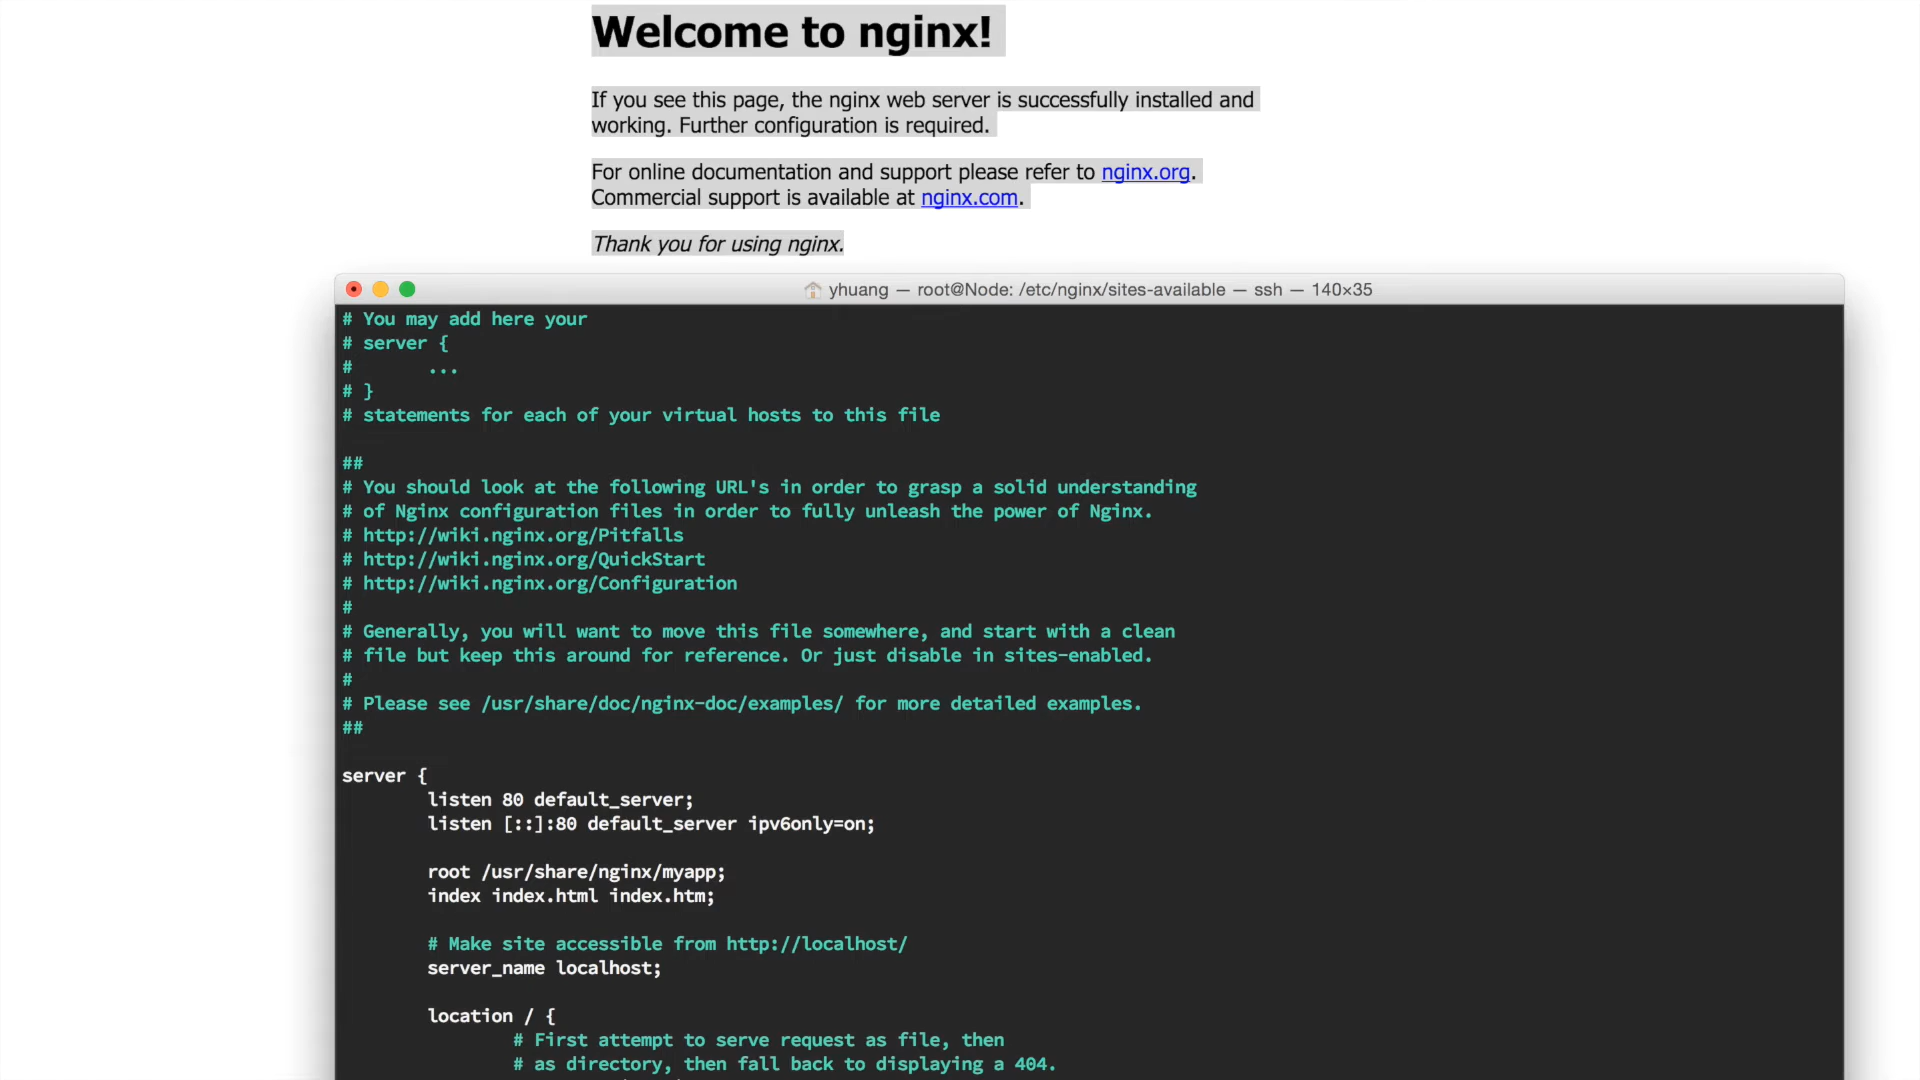 Welcome to nginx!
If you see this page, the nginx web server is successfully installed and
working. Further configuration is required.
For online documentation and support please refer to nginx.org.
Commercial support is available at nginx.com.
Thank you for using nginx.
yhuang — root@Node: /etc/nginx/sites-available — ssh — 140×35
# You may add here your
# server {
#       ...
# }
# statements for each of your virtual hosts to this file
##
# You should look at the following URL's in order to grasp a solid understanding
# of Nginx configuration files in order to fully unleash the power of Nginx.
# http://wiki.nginx.org/Pitfalls
# http://wiki.nginx.org/QuickStart
# http://wiki.nginx.org/Configuration
#
# Generally, you will want to move this file somewhere, and start with a clean
# file but keep this around for reference. Or just disable in sites-enabled.
#
# Please see /usr/share/doc/nginx-doc/examples/ for more detailed examples.
##
server {
        listen 80 default_server;
        listen [::]:80 default_server ipv6only=on;
        root /usr/share/nginx/myapp;
        index index.html index.htm;
        # Make site accessible from http://localhost/
        server_name localhost;
        location / {
                # First attempt to serve request as file, then
                # as directory, then fall back to displaying a 404.